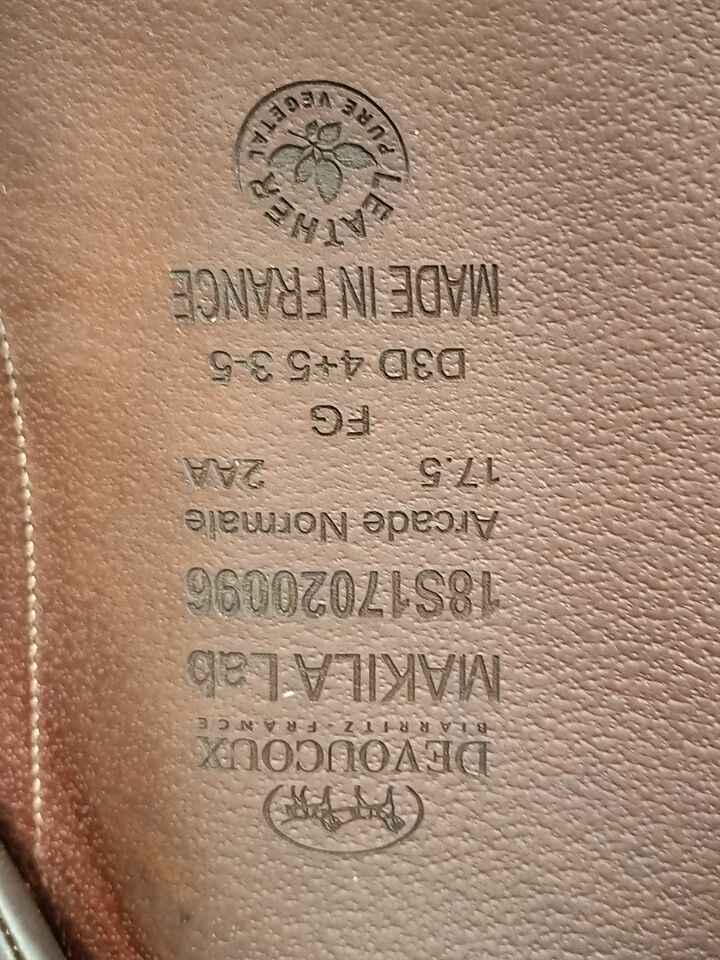 DEVOUCOUX
BIARRITZ-FRANCE
MAKILA Lab
18S17020096
Arcade Normale
17.5 2AA
FG
D3D 4+5 3-5
MADE IN FRANCE
LEATHER
PURE VEGETAL